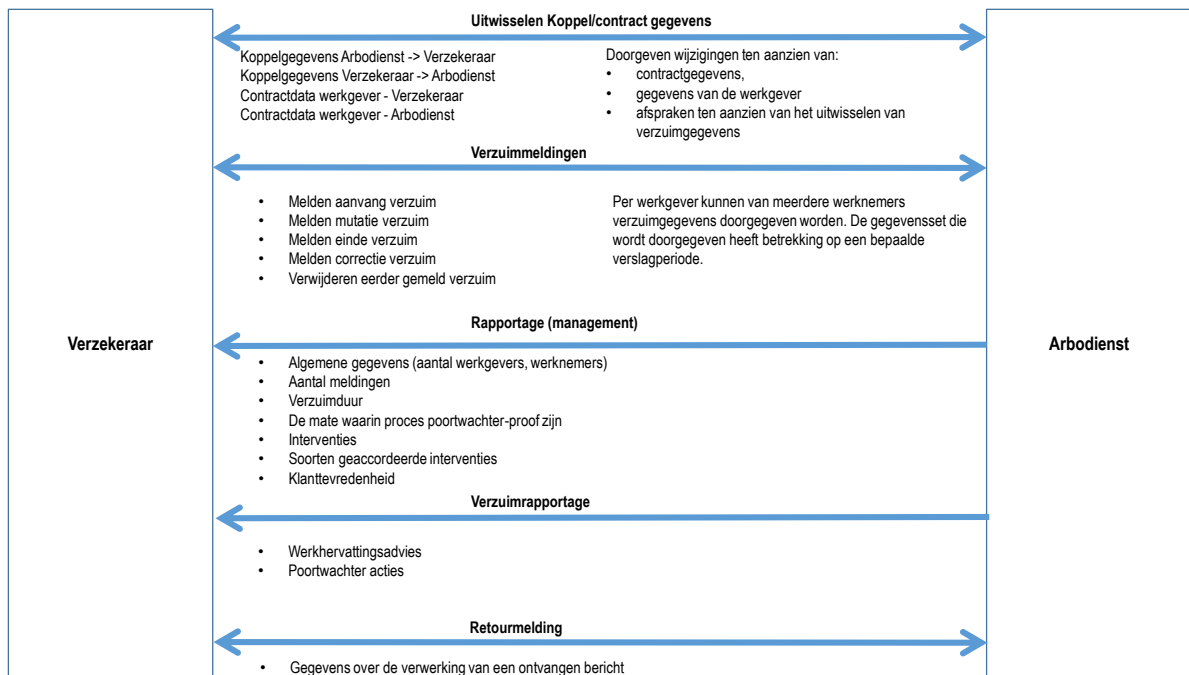 Uitwisselen Koppel/contract gegevens
Koppelgegevens Arbodienst -> Verzekeraar
Koppelgegevens Verzekeraar -> Arbodienst
Contractdata werkgever - Verzekeraar
Contractdata werkgever - Arbodienst
Doorgeven wijzigingen ten aanzien van:
• contractgegevens,
• gegevens van de werkgever
• afspraken ten aanzien van het uitwisselen van
verzuimgegevens
Verzuimmeldingen
• Melden aanvang verzuim
• Melden mutatie verzuim
• Melden einde verzuim
• Melden correctie verzuim
• Verwijderen eerder gemeld verzuim
Per werkgever kunnen van meerdere werknemers
verzuimgegevens doorgegeven worden. De gegevensset die
wordt doorgegeven heeft betrekking op een bepaalde
verslagperiode.
Rapportage (management)
Verzekeraar
Arbodienst
• Algemene gegevens (aantal werkgevers, werknemers)
• Aantal meldingen
• Verzuimduur
• De mate waarin proces poortwachter-proof zijn
• Interventies
• Soorten geaccordeerde interventies
• Klanttevredenheid
Verzuimrapportage
• Werkhervattingsadvies
• Poortwachter acties
Retourmelding
• Gegevens over de verwerking van een ontvangen bericht